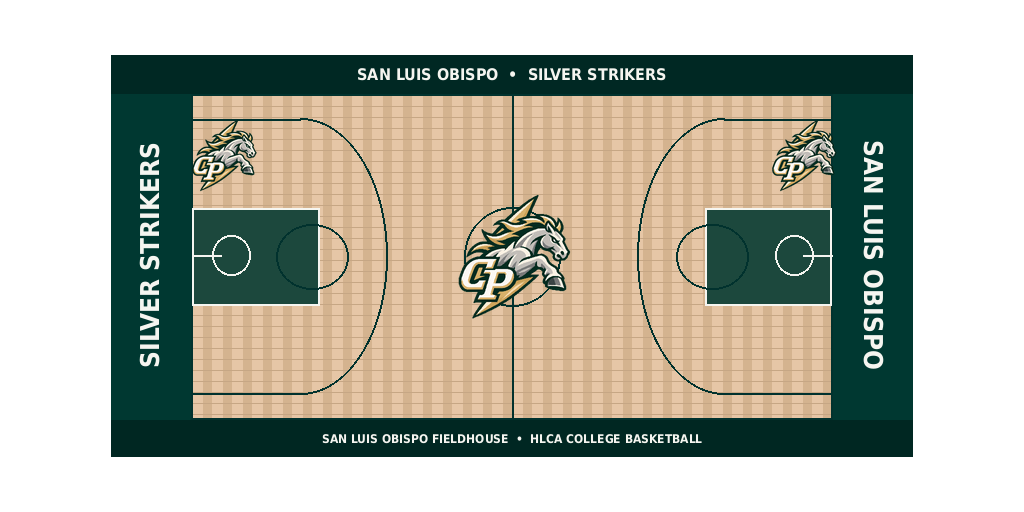 SAN LUIS OBISPO • SILVER STRIKERS
SILVER STRIKERS
CP
CP
CP
SAN LUIS OBISPO
SAN LUIS OBISPO FIELDHOUSE • HLCA COLLEGE BASKETBALL